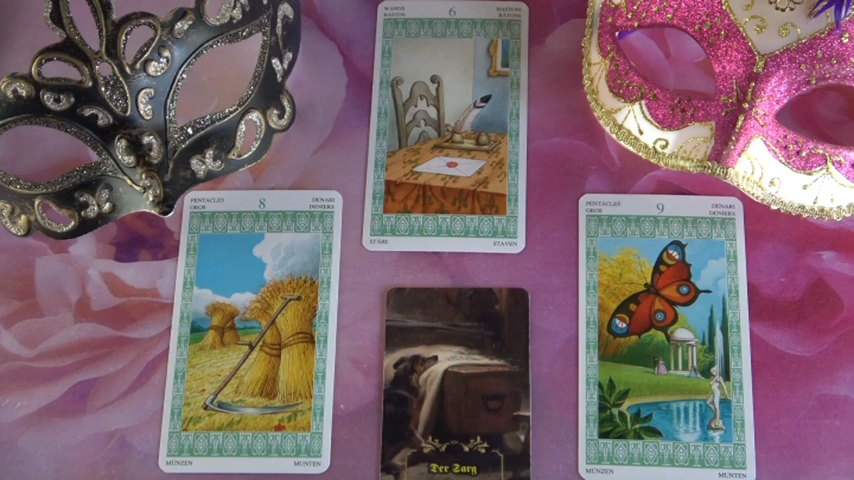 WANDS
BASTOS
6
BASTONI
BÂTONS
STÄBE
STAVEN
PENTACLES
OROS
8
DENARI
DENIERS
MÜNZEN
MUNTEN
PENTACLES
OROS
9
DENARI
DENIERS
MÜNZEN
MUNTEN
Der Sarg